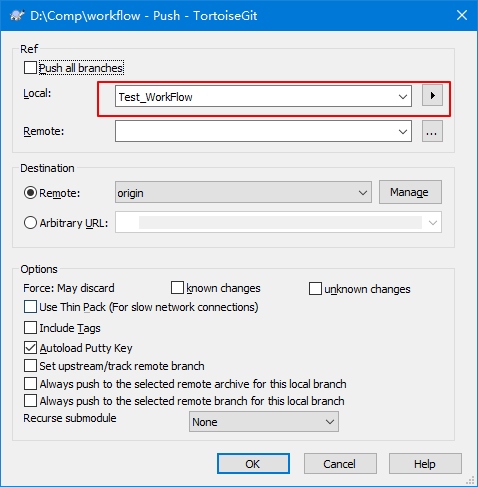 D:\Comp\workflow - Push - TortoiseGit
Ref
Push all branches
Local: Test_WorkFlow
Remote:
...
Destination
Remote: origin Manage
Arbitrary URL:
Options
Force: May discard known changes unknown changes
Use Thin Pack (For slow network connections)
Include Tags
Autoload Putty Key
Set upstream/track remote branch
Always push to the selected remote archive for this local branch
Always push to the selected remote branch for this local branch
Recurse submodule None
OK Cancel Help